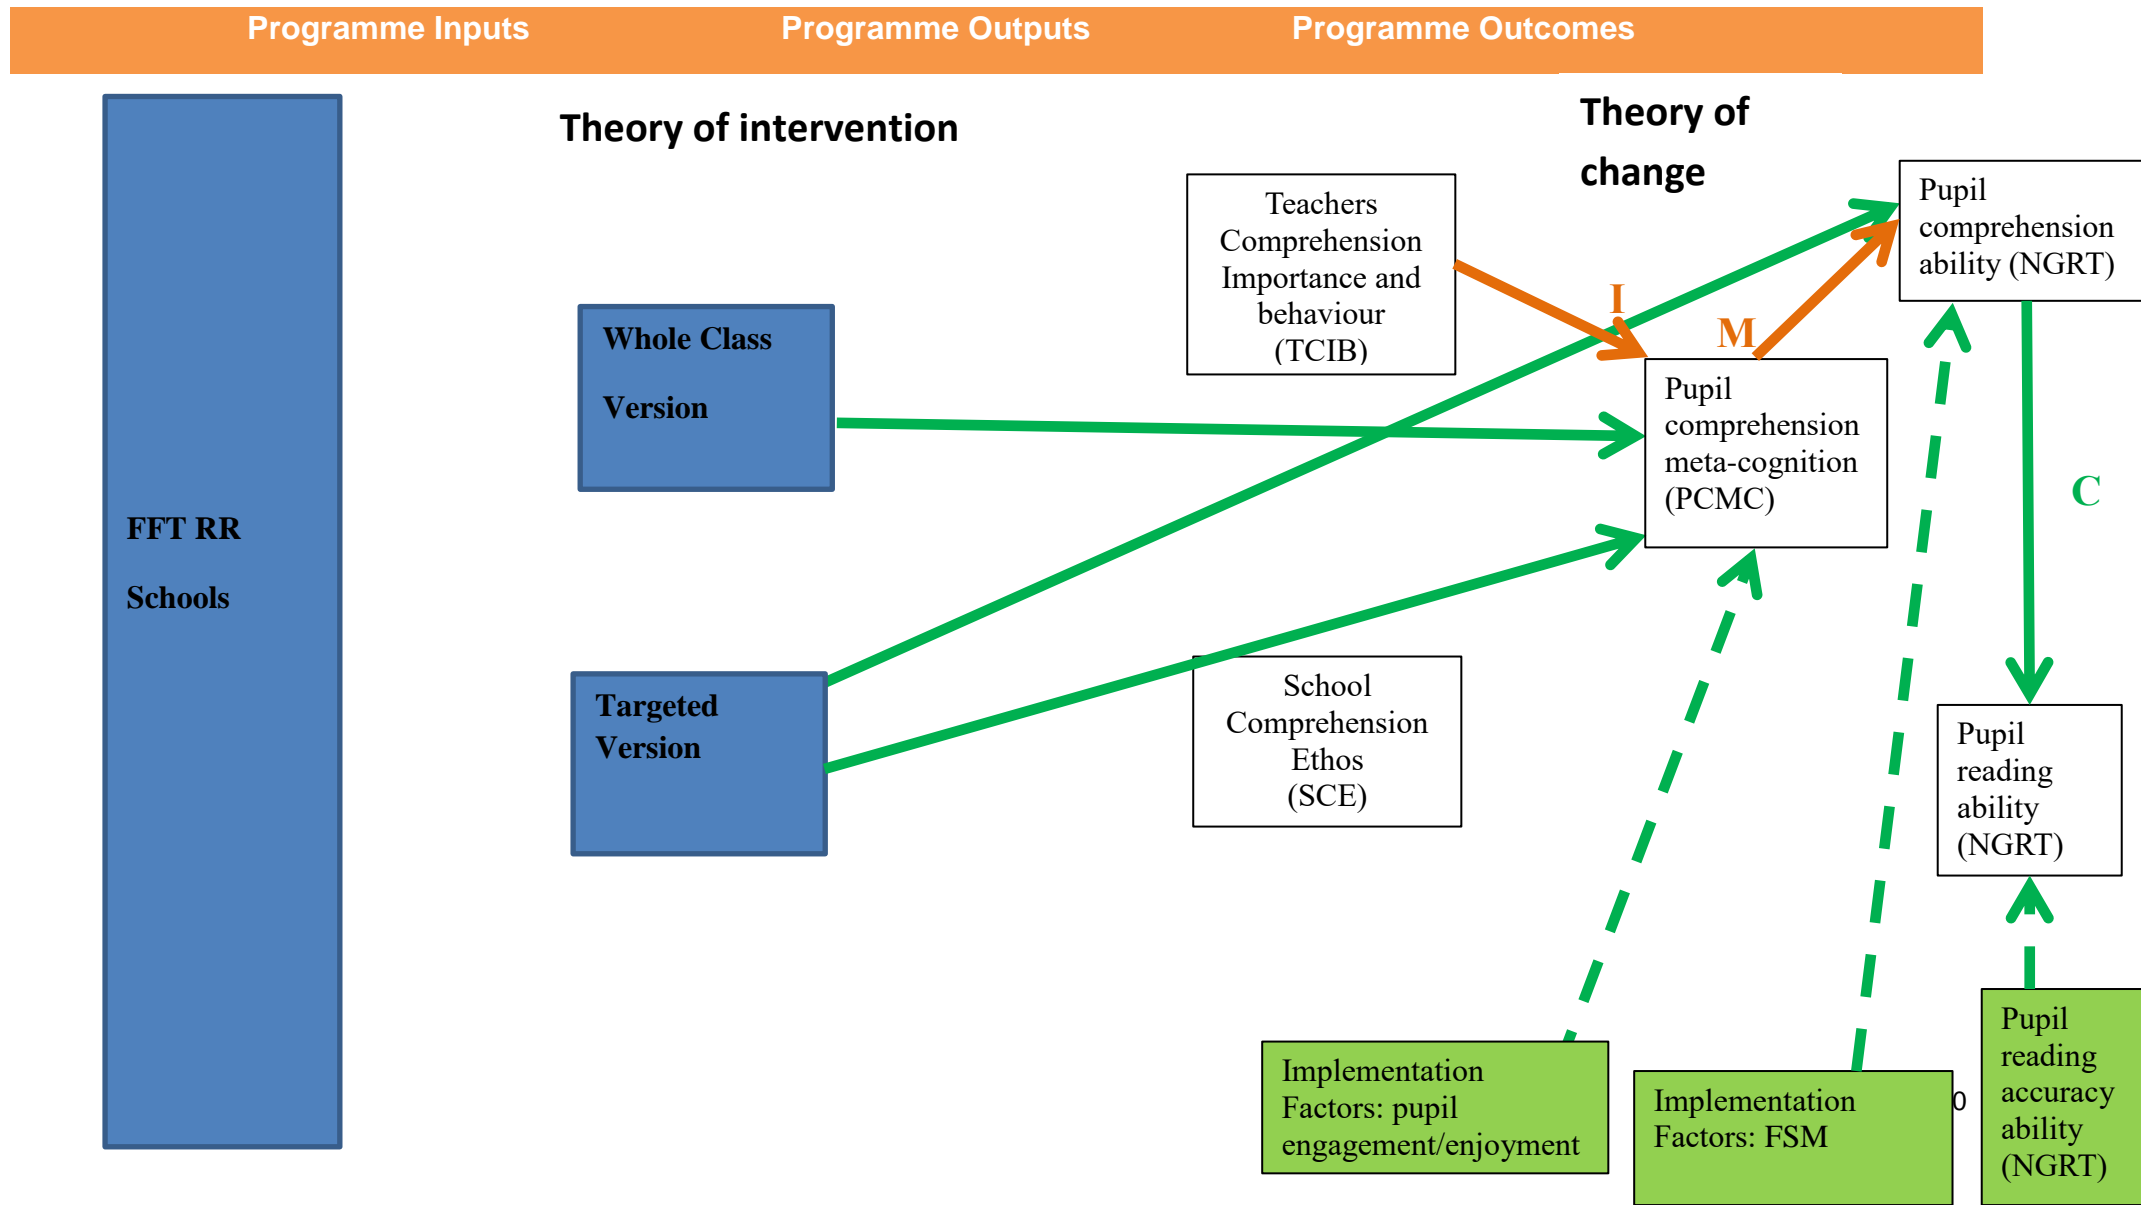 Programme Inputs Programme Outputs Programme Outcomes
Theory of intervention
Theory of
change
Teachers
Comprehension
Importance and
behaviour
(TCIB)
Pupil
comprehension
ability (NGRT)
I
M
Whole Class
Version
Pupil
comprehension
meta-cognition
(PCMC)
C
FFT RR
Schools
Targeted
Version
School
Comprehension
Ethos
(SCE)
Pupil
reading
ability
(NGRT)
Implementation
Factors: pupil
engagement/enjoyment
Implementation
Factors: FSM
0
Pupil
reading
accuracy
ability
(NGRT)